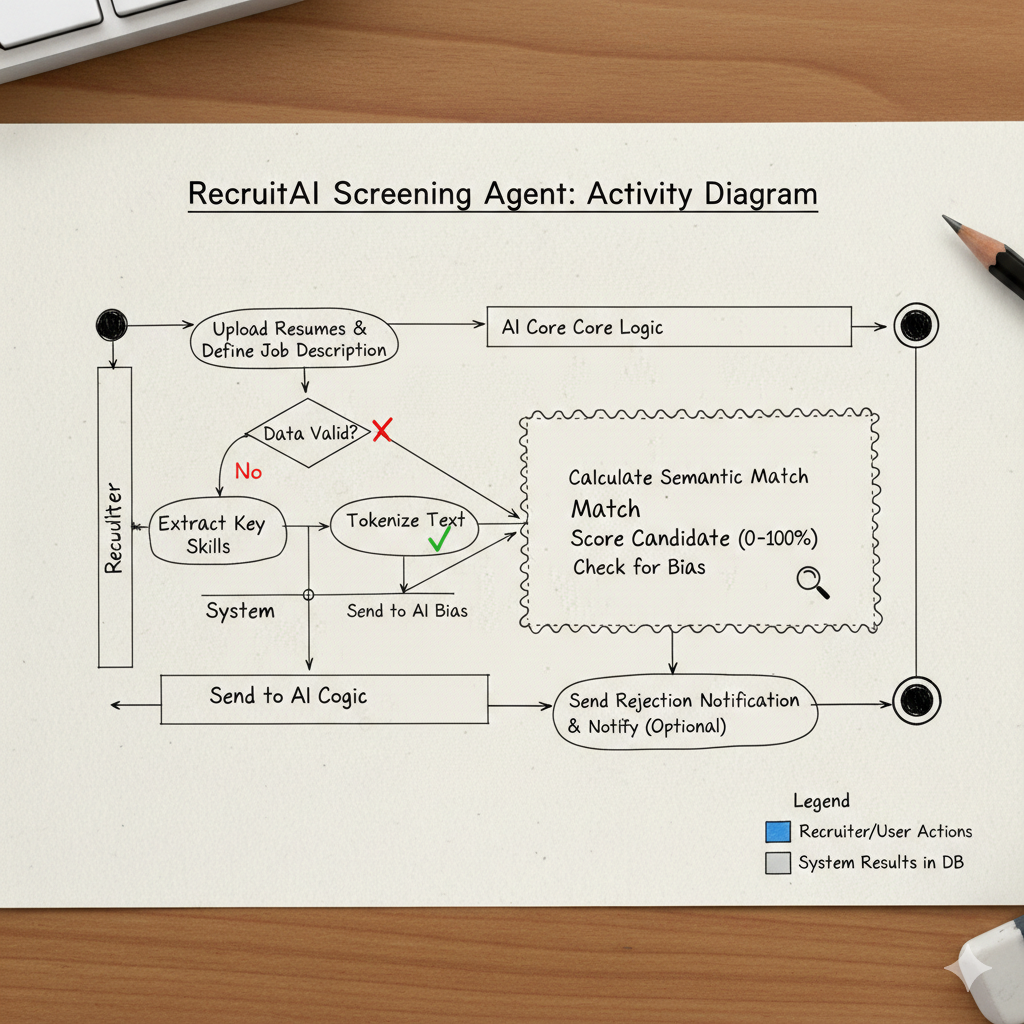 RecruitAI Screening Agent: Activity Diagram
Upload Resumes &
Define Job Description
AI Core Core Logic
Data Valid?
No
Calculate Semantic Match
Match
Score Candidate (0-100%)
Check for Bias
Extract Key
Skills
Tokenize Text
System
Send to AI Bias
Send to AI Cogic
Send Rejection Notification
& Notify (Optional)
Legend
Recruiter/User Actions
System Results in DB